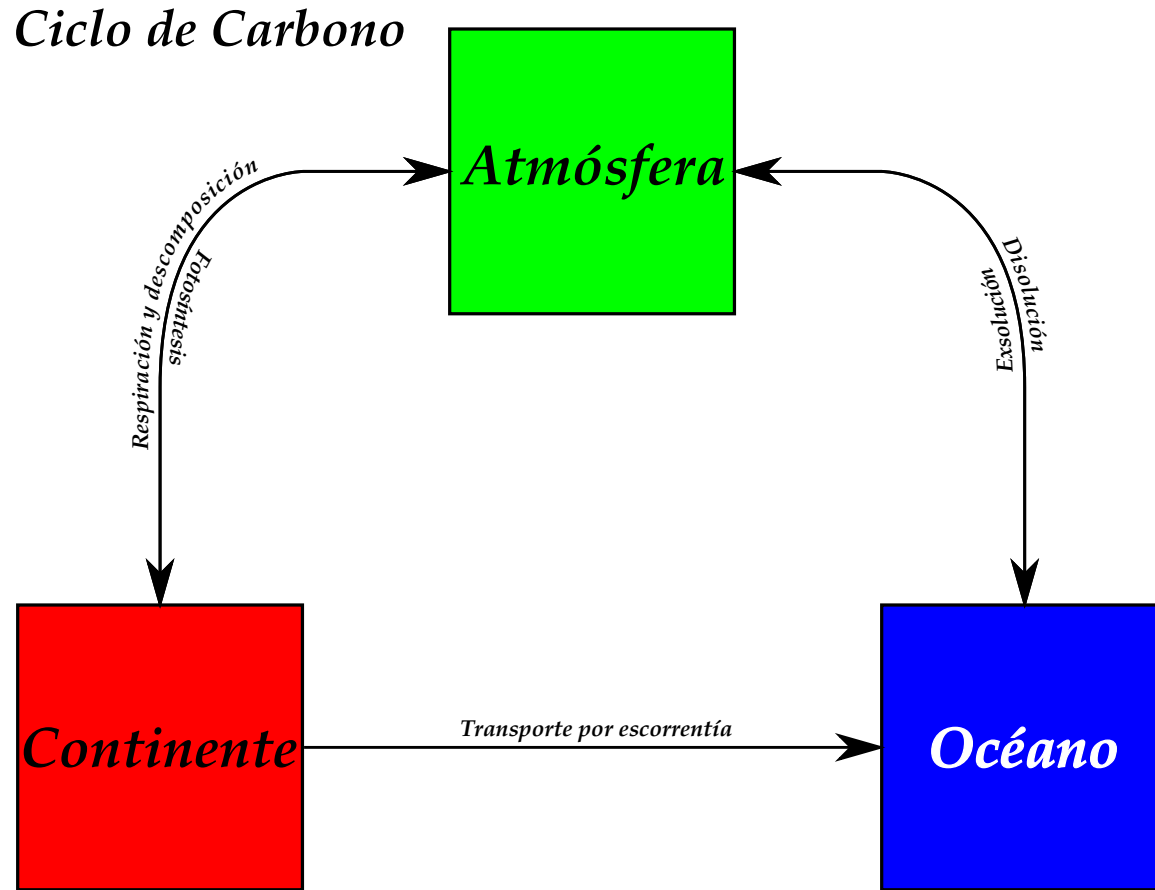 Ciclo de Carbono
Atmósfera
Respiración y descomposición
Fotosíntesis
Disolución
Exsolución
Transporte por escorrentía
Continente
Océano